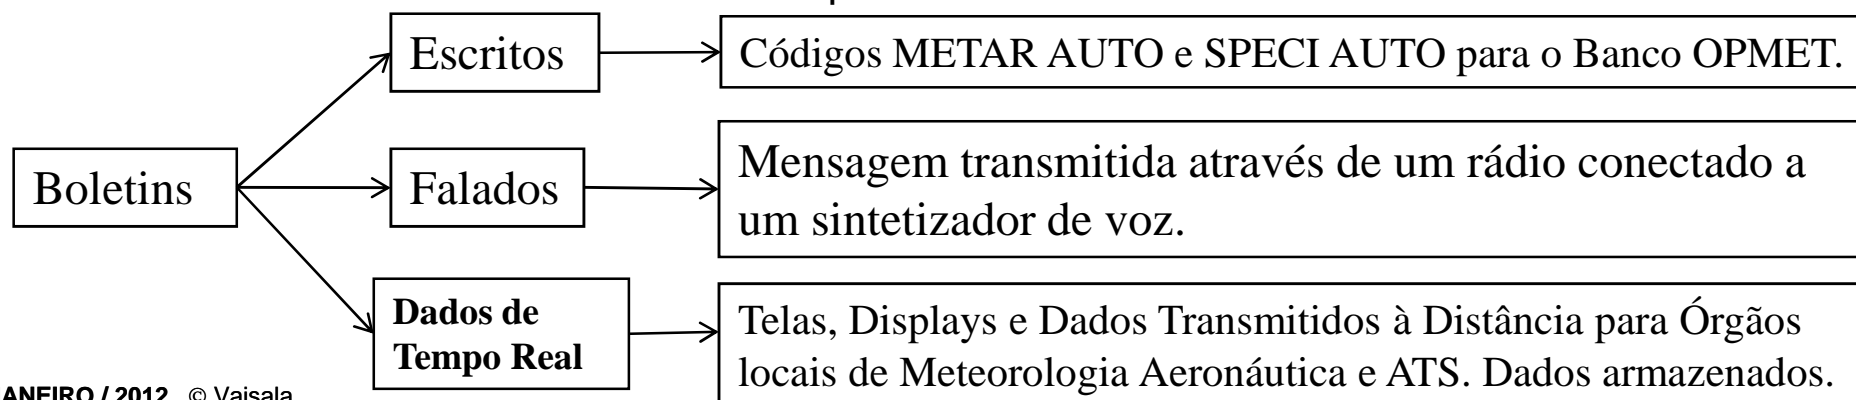 Escritos
Códigos METAR AUTO e SPECI AUTO para o Banco OPMET.
Boletins
Falados
Mensagem transmitida através de um rádio conectado a
um sintetizador de voz.
Dados de
Tempo Real
Telas, Displays e Dados Transmitidos à Distância para Órgãos
locais de Meteorologia Aeronáutica e ATS. Dados armazenados.
ANEIRO / 2012 © Vaisala